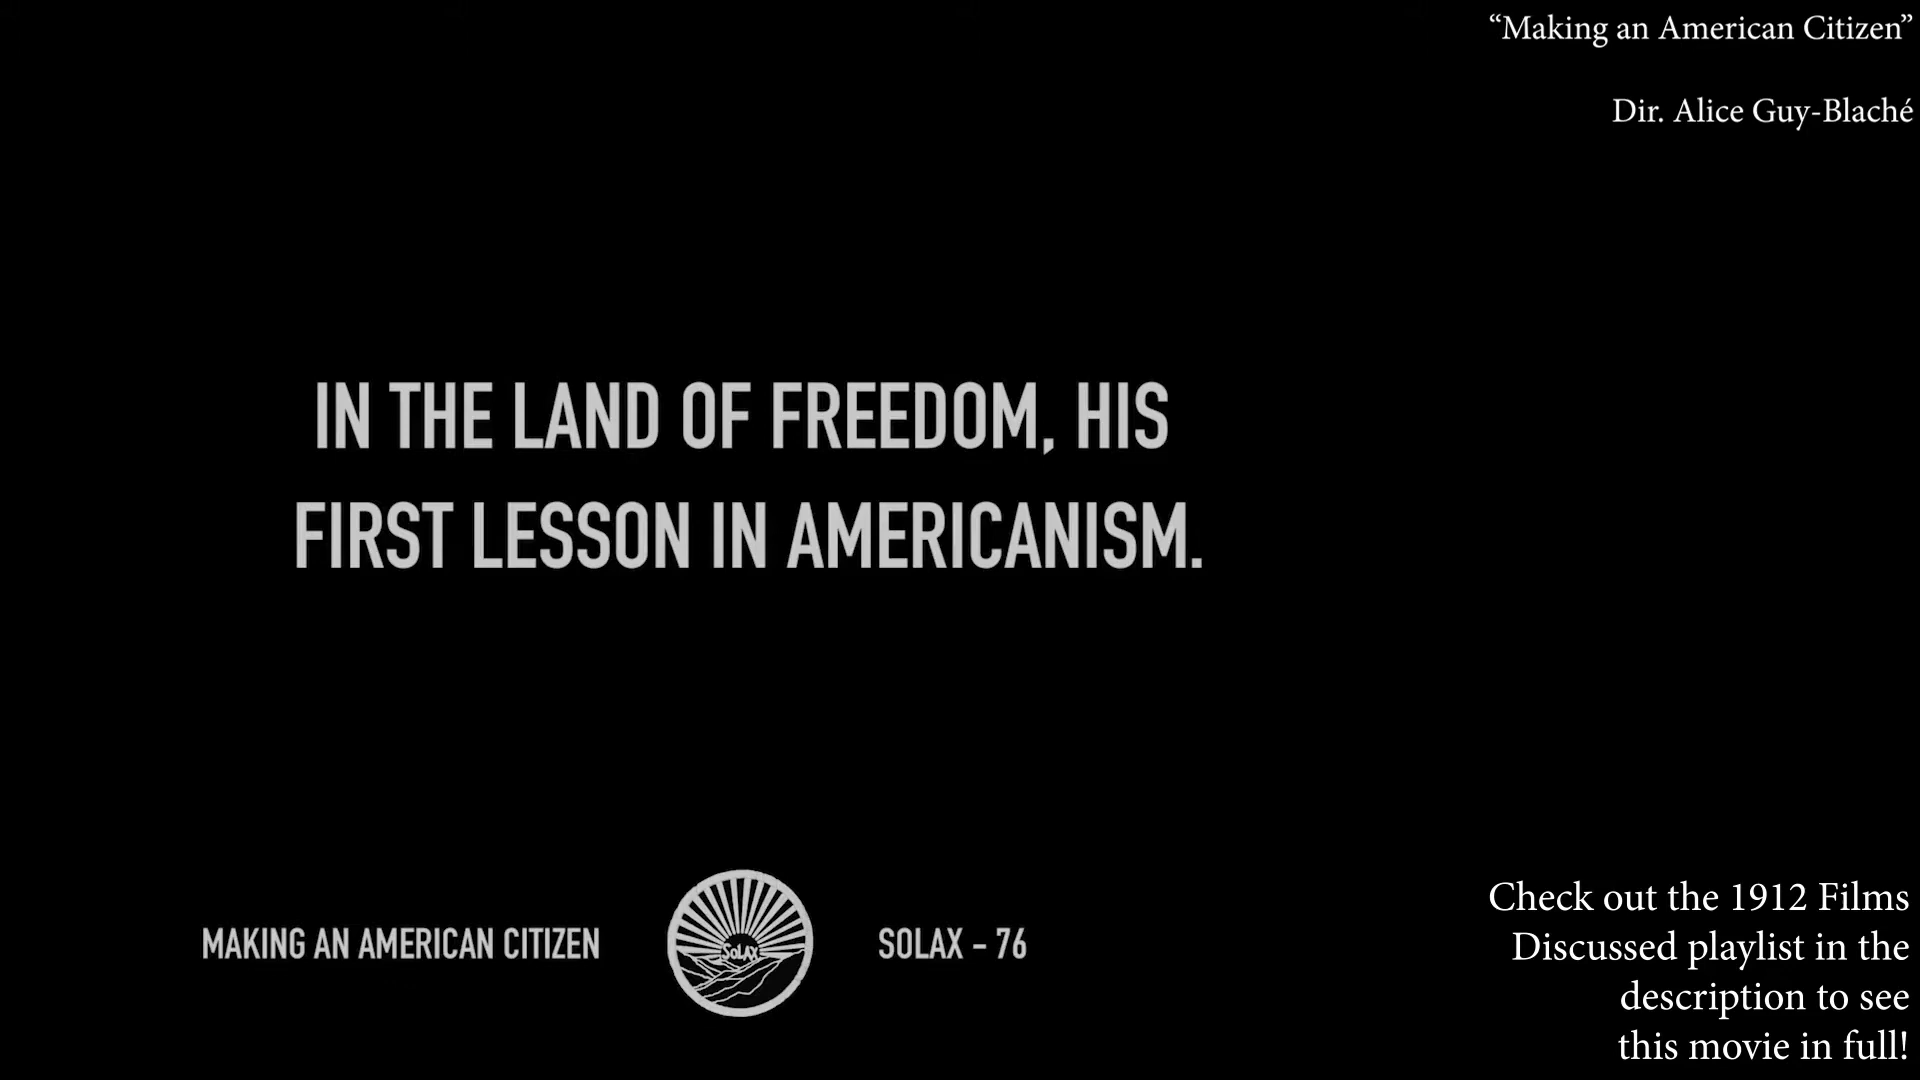 “Making an American Citizen”
Dir. Alice Guy-Blaché
IN THE LAND OF FREEDOM, HIS
FIRST LESSON IN AMERICANISM.
MAKING AN AMERICAN CITIZEN
SOLAX
SOLAX – 76
Check out the 1912 Films
Discussed playlist in the
description to see
this movie in full!